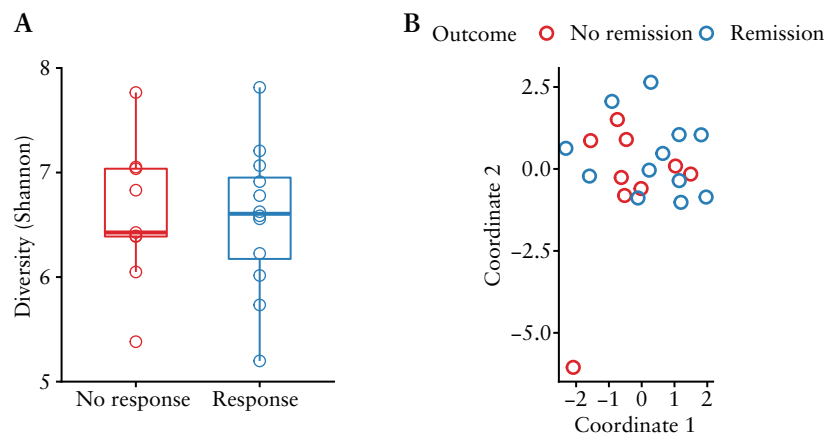 A
Diversity (Shannon)
8
7
6
5
No response
Response
B
Outcome
No remission
Remission
Coordinate 2
2.5
0.0
−2.5
−5.0
−2 −1 0 1 2
Coordinate 1